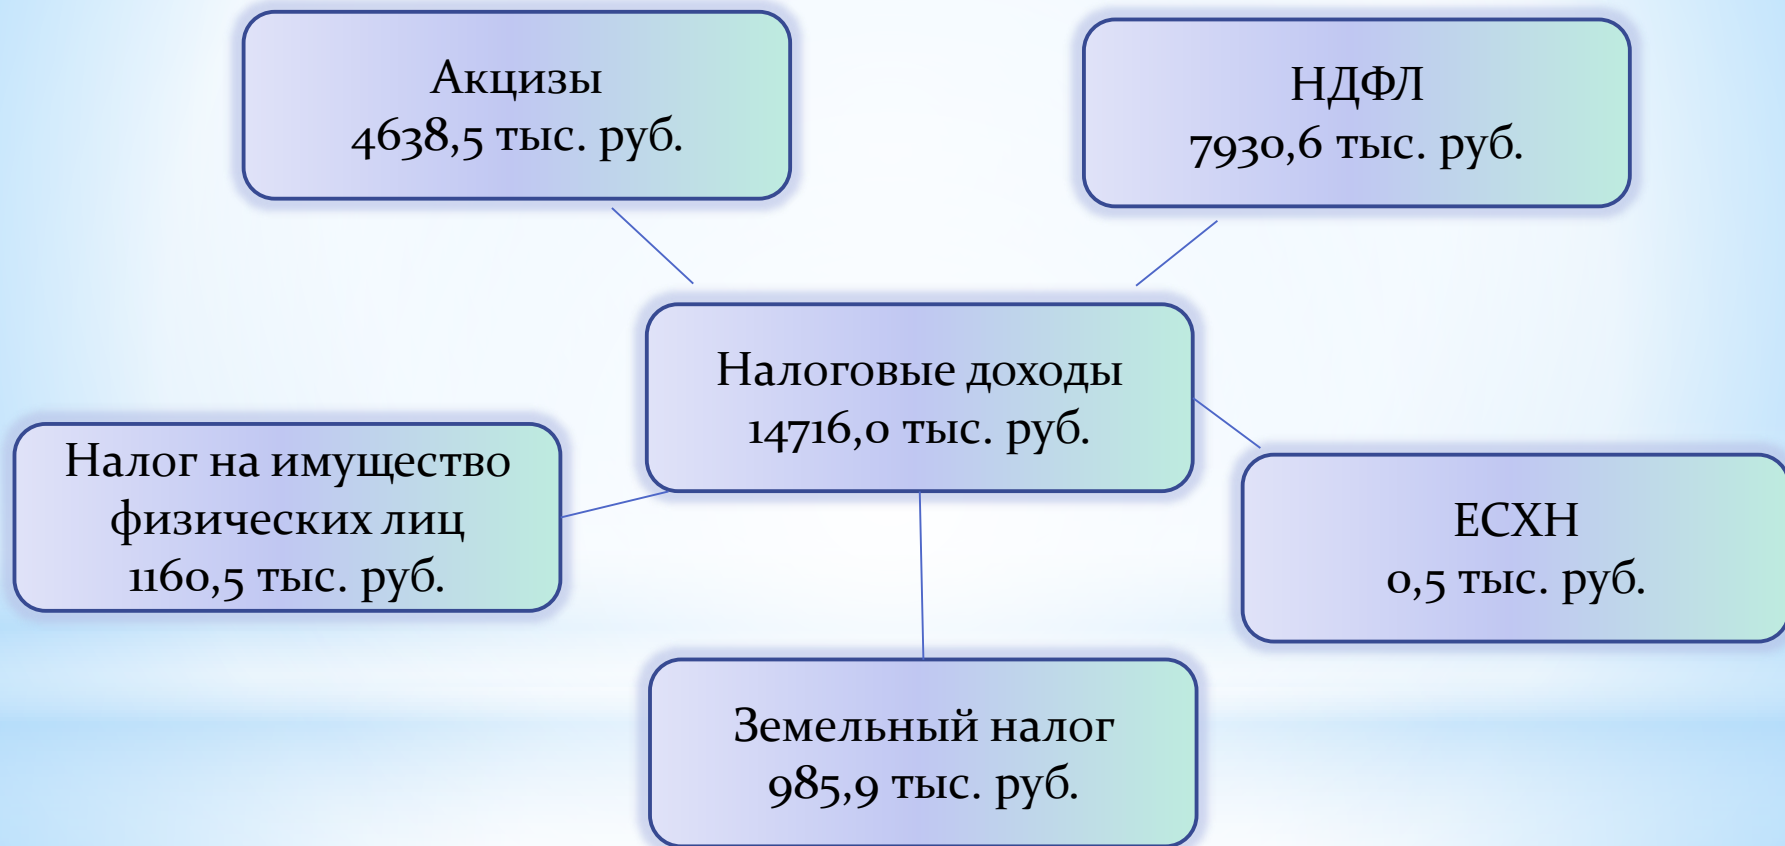 Акцизы
4638,5 тыс. руб.
НДФЛ
7930,6 тыс. руб.
Налоговые доходы
14716,0 тыс. руб.
Налог на имущество
физических лиц
1160,5 тыс. руб.
ЕСХН
0,5 тыс. руб.
Земельный налог
985,9 тыс. руб.